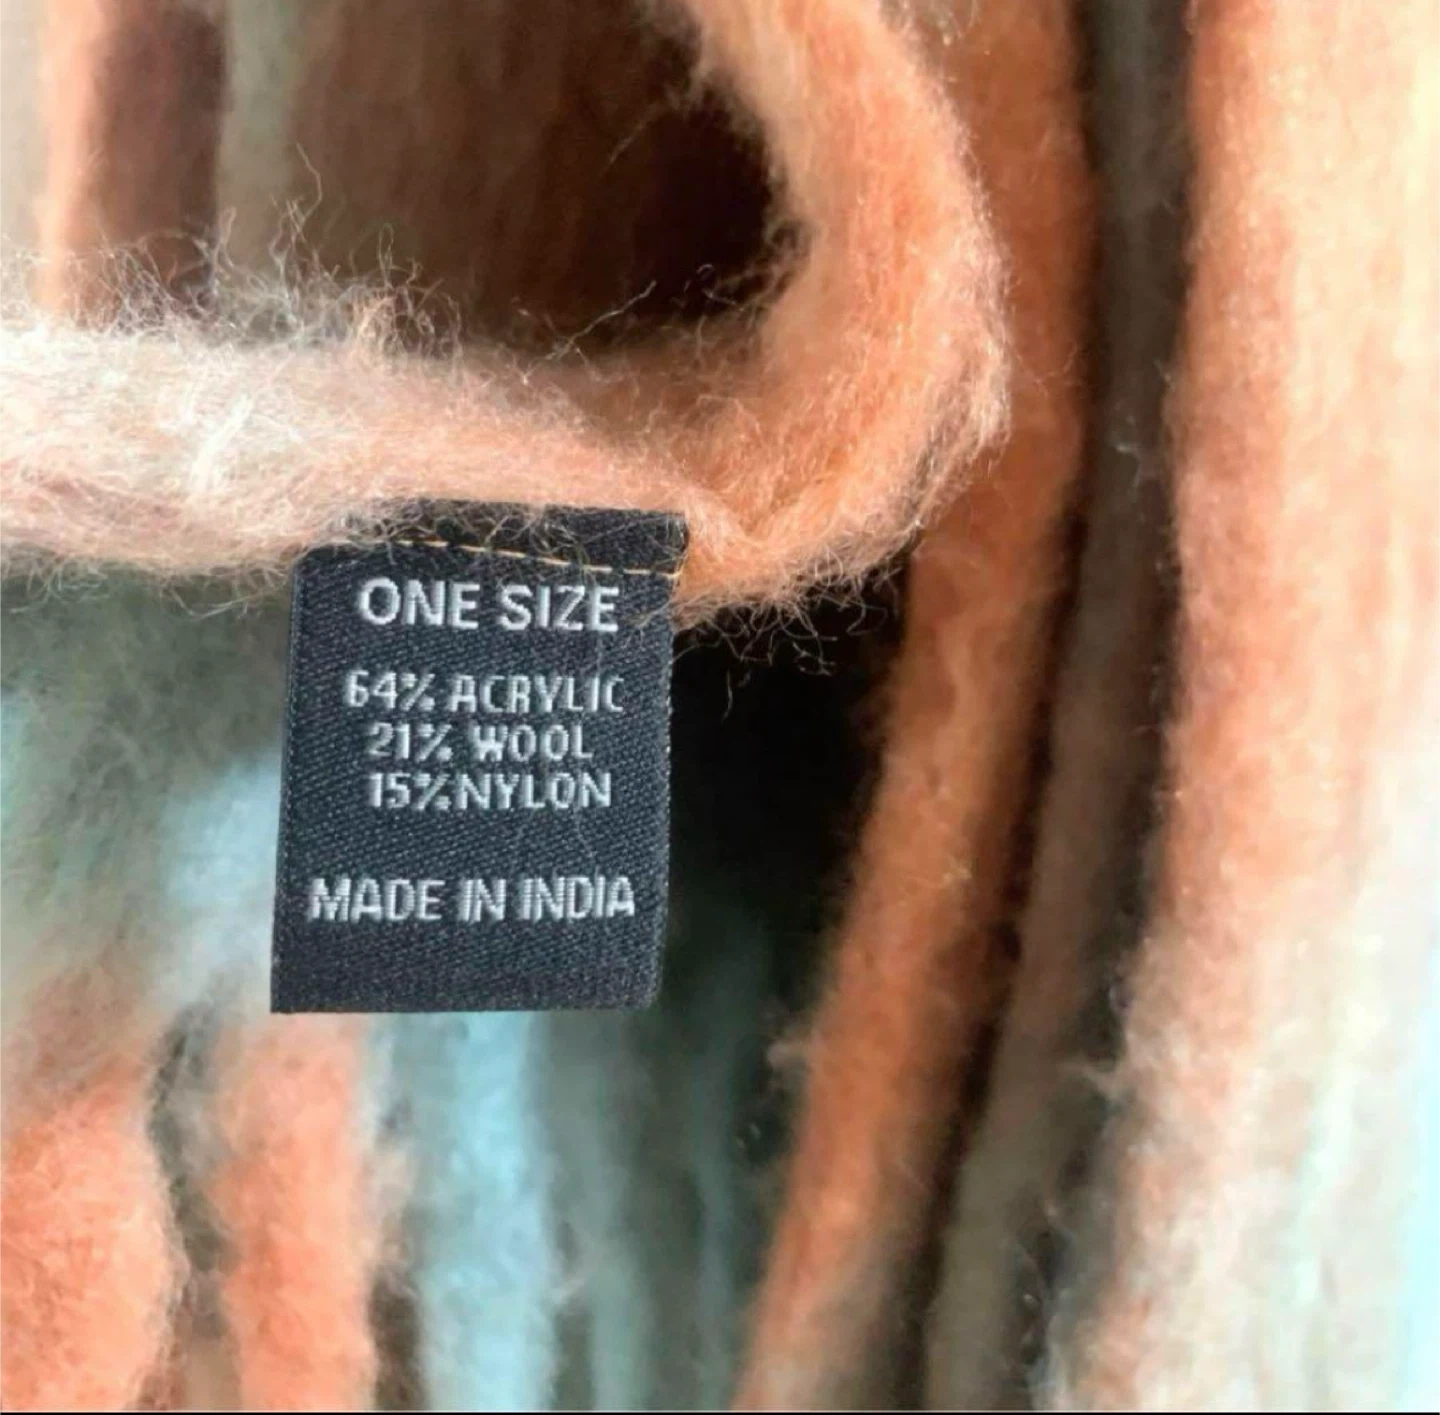 ONE SIZE
64% ACRYLIC
21% WOOL
15% NYLON
MADE IN INDIA